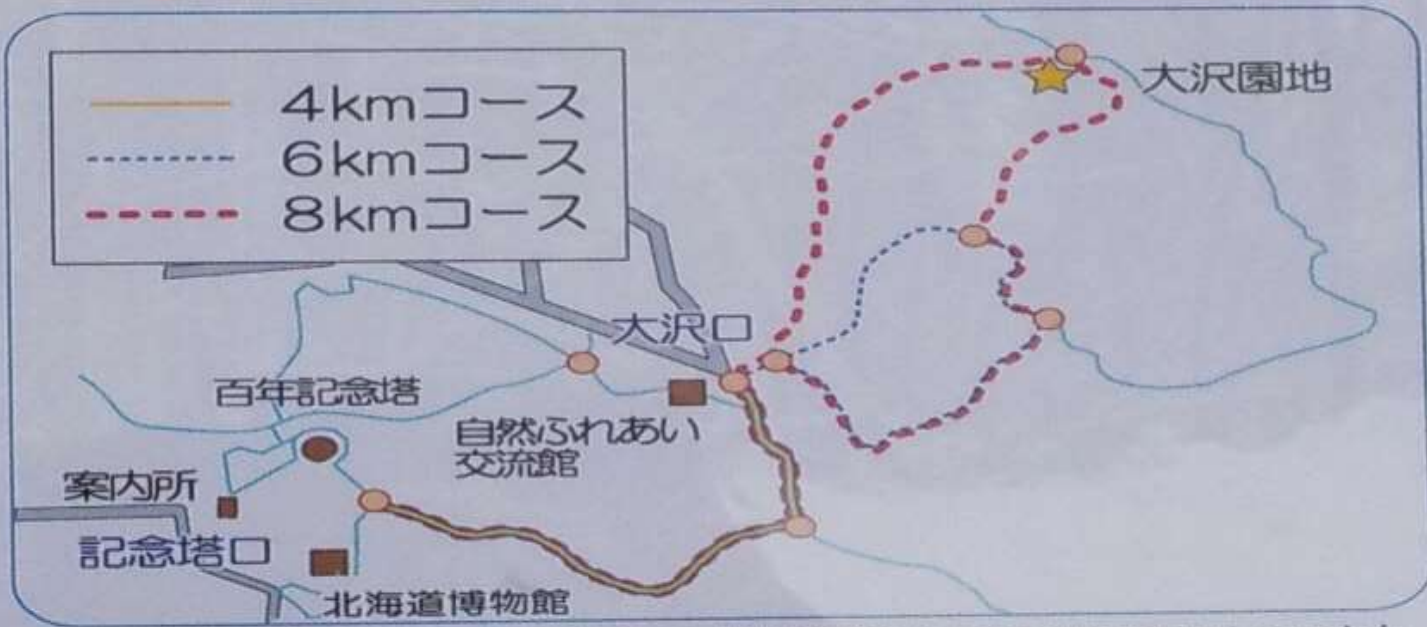 4kmコース
6kmコース
8kmコース
大沢園地
大沢口
百年記念塔
自然ふれあい
交流館
案内所
記念塔口
北海道博物館